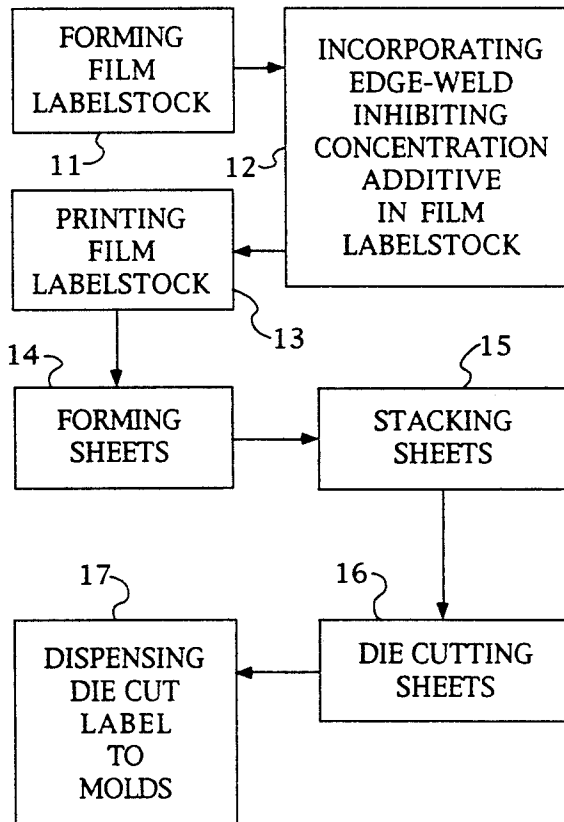 FORMING
FILM
LABELSTOCK
11
INCORPORATING
EDGE-WELD
INHIBITING
CONCENTRATION
ADDITIVE
IN FILM
LABELSTOCK
12
PRINTING
FILM
LABELSTOCK
13
14
FORMING
SHEETS
15
STACKING
SHEETS
16
DIE CUTTING
SHEETS
17
DISPENSING
DIE CUT
LABEL
TO
MOLDS